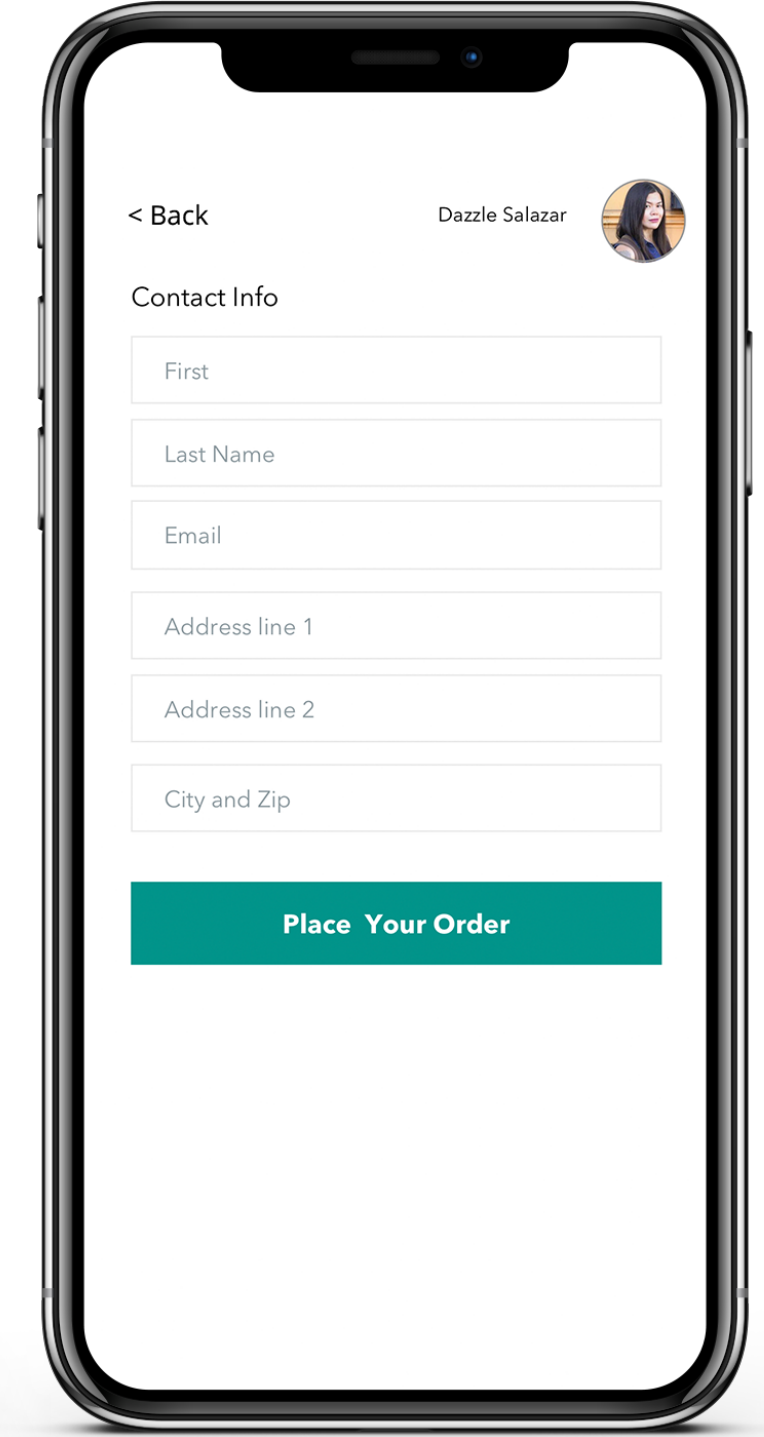 < Back
Dazzle Salazar
Contact Info
First
Last Name
Email
Address line 1
Address line 2
City and Zip
Place  Your Order